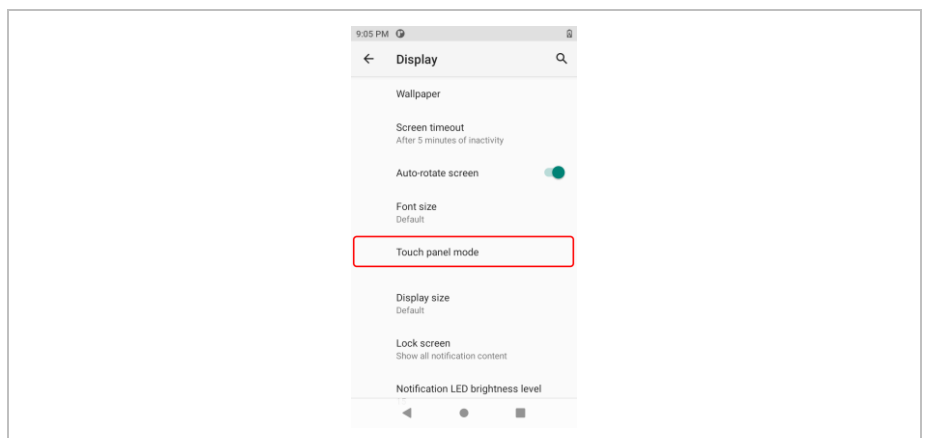 9:05 PM
Display
Wallpaper
Screen timeout
After 5 minutes of inactivity
Auto-rotate screen
Font size
Default
Touch panel mode
Display size
Default
Lock screen
Show all notification content
Notification LED brightness level